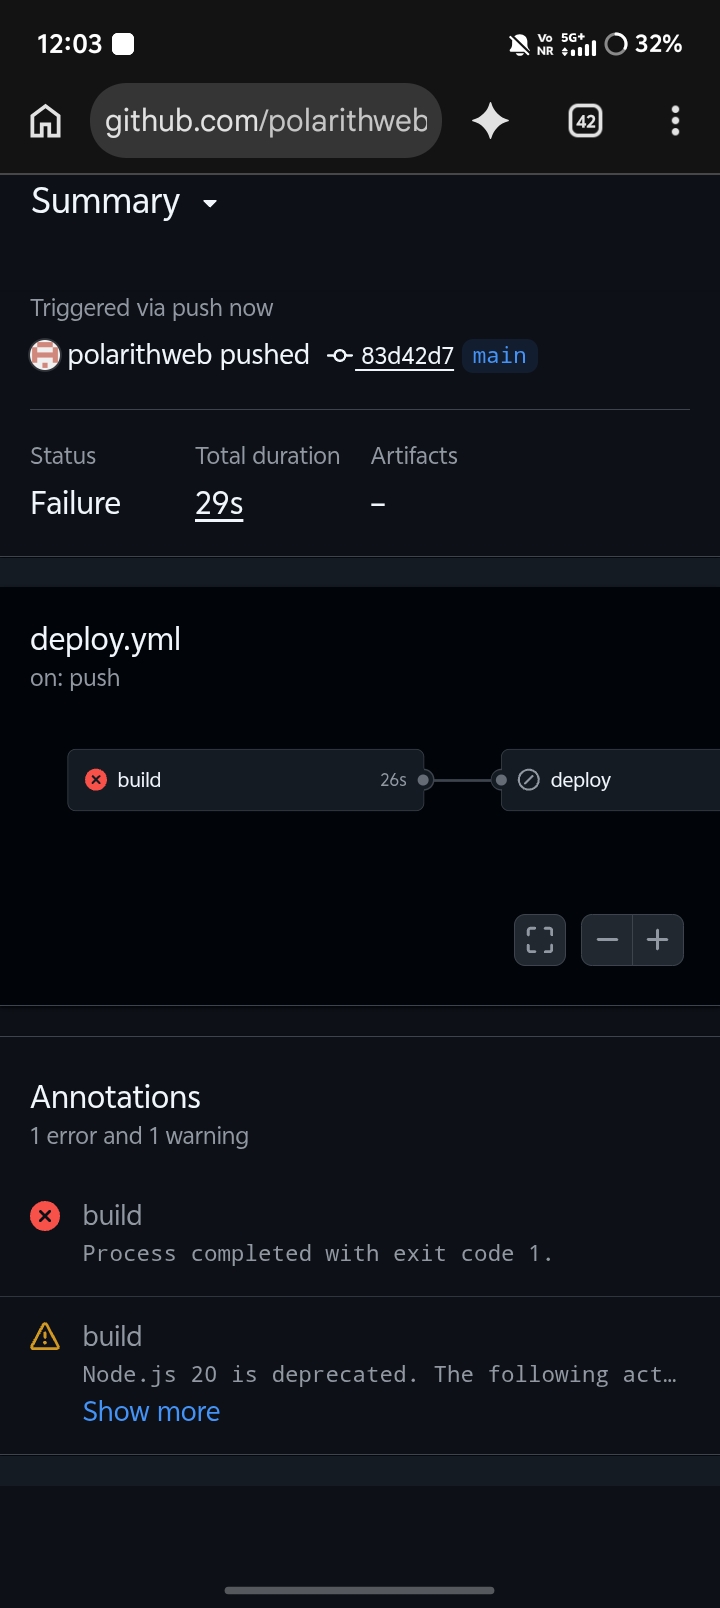 12:03
Vo NR 5G+ 32%
github.com/polarithweb
42
Summary
Triggered via push now
polarithweb pushed 83d42d7 main
Status Total duration Artifacts
Failure 29s –
deploy.yml
on: push
build 26s deploy
Annotations
1 error and 1 warning
build
Process completed with exit code 1.
build
Node.js 20 is deprecated. The following act…
Show more